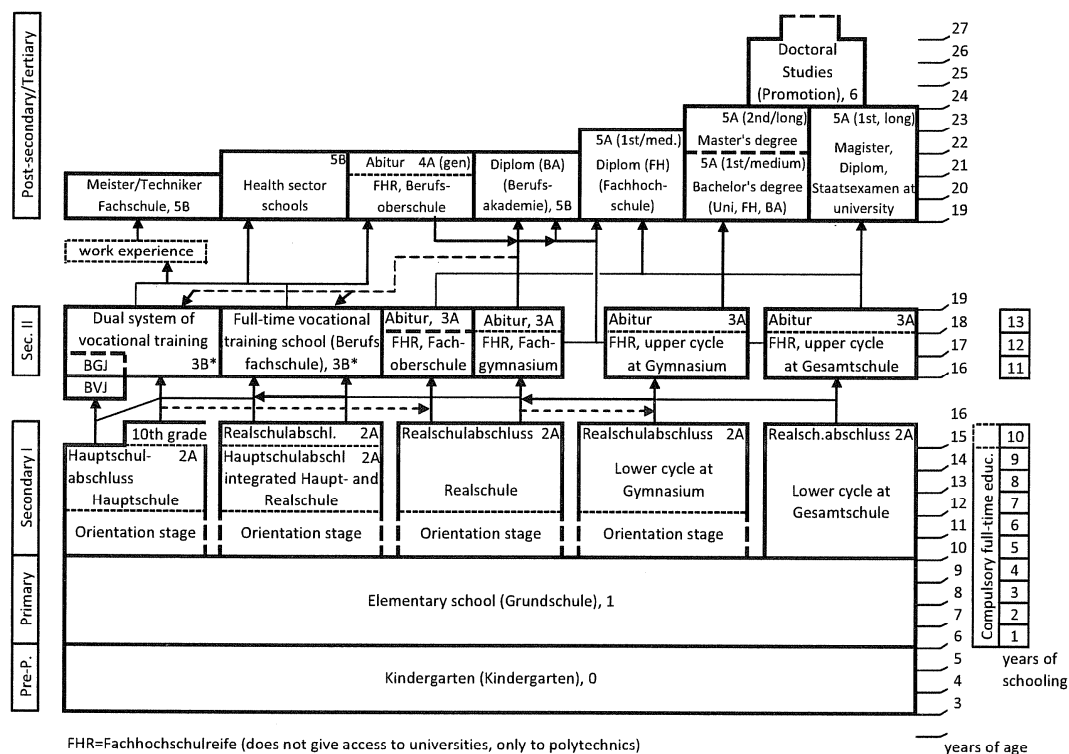 Post-secondary/Tertiary
Doctoral
Studies
(Promotion), 6
5A (2nd/long)
Master's degree
5A (1st/medium)
Bachelor's degree
(Uni, FH, BA)
5A (1st, long)
Magister,
Diplom,
Staatsexamen at
university
5A (1st/med.)
Diplom (FH)
(Fachhoch-
schule)
Diplom (BA)
(Berufs-
akademie), 5B
Abitur 4A (gen)
FHR, Berufs-
oberschule
5B
Health sector
schools
Meister/Techniker
Fachschule, 5B
work experience
27
26
25
24
23
22
21
20
19
Sec. II
Dual system of
vocational training
3B*
BGJ
BVJ
Full-time vocational
training school (Berufs
fachschule), 3B*
Abitur, 3A
FHR, Fach-
oberschule
Abitur, 3A
FHR, Fach-
gymnasium
Abitur 3A
FHR, upper cycle
at Gymnasium
Abitur 3A
FHR, upper cycle
at Gesamtschule
19
18
17
16
13
12
11
Secondary I
10th grade
Hauptschul- 2A
abschluss
Hauptschule
Orientation stage
Realschulabschl. 2A
Hauptschulabschl 2A
integrated Haupt- and
Realschule
Orientation stage
Realschulabschluss 2A
Realschule
Orientation stage
Realschulabschluss 2A
Lower cycle at
Gymnasium
Orientation stage
Realsch.abschluss 2A
Lower cycle at
Gesamtschule
16
15
14
13
12
11
10
Primary
Elementary school (Grundschule), 1
9
8
7
6
Pre-P.
Kindergarten (Kindergarten), 0
5
4
3
Compulsory full-time educ.
10
9
8
7
6
5
4
3
2
1
years of
schooling
FHR=Fachhochschulreife (does not give access to universities, only to polytechnics)
years of age